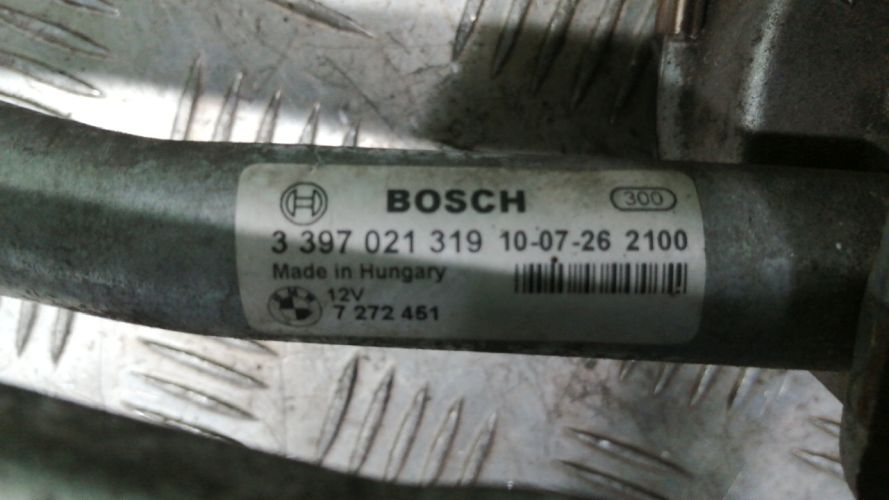 BOSCH 300
3 397 021 319 10-07-26 2100
Made in Hungary
12V
7 272 451